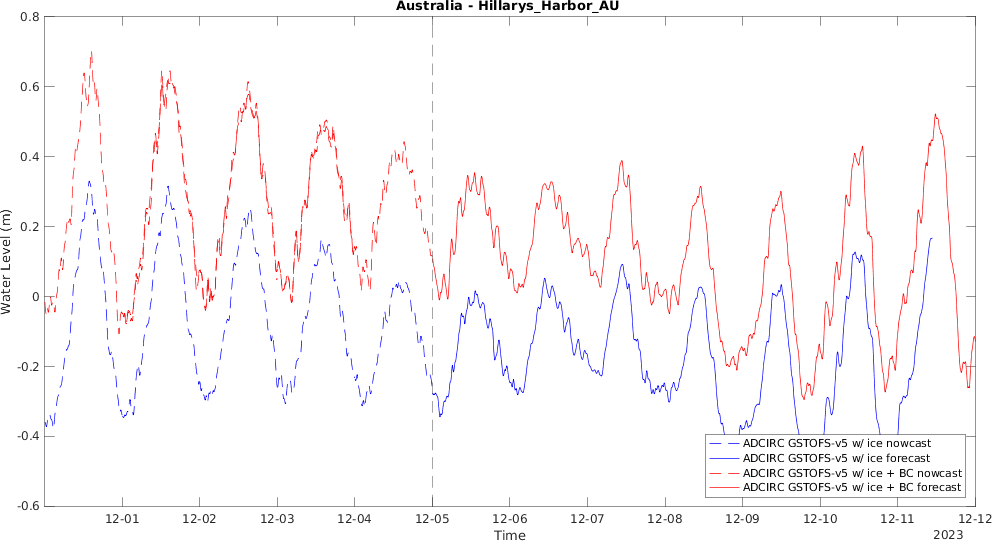 Australia - Hillarys_Harbor_AU
Water Level (m)
0.8
0.6
0.4
0.2
0
-0.2
-0.4
-0.6
ADCIRC GSTOFS-v5 w/ ice nowcast
ADCIRC GSTOFS-v5 w/ ice forecast
ADCIRC GSTOFS-v5 w/ ice + BC nowcast
ADCIRC GSTOFS-v5 w/ ice + BC forecast
12-01 12-02 12-03 12-04 12-05 12-06 12-07 12-08 12-09 12-10 12-11 12-12
Time
2023